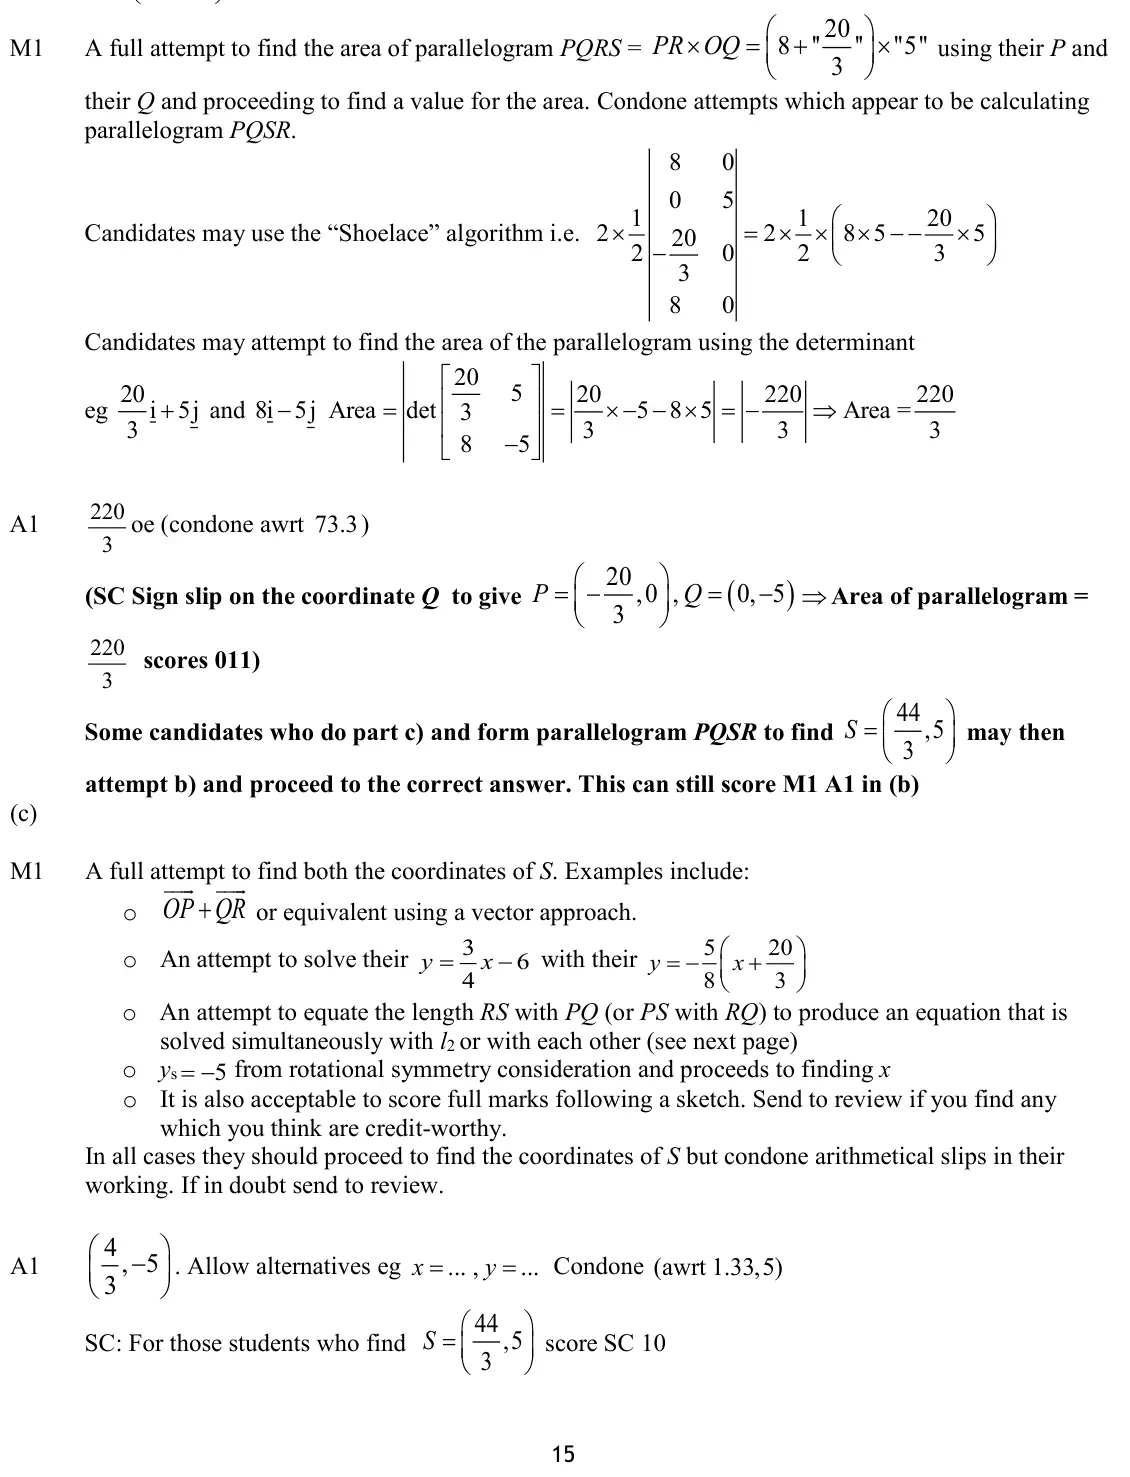 M1 A full attempt to find the area of parallelogram PQRS = PR × OQ = (8 + "20/3") × "5" using their P and
their Q and proceeding to find a value for the area. Condone attempts which appear to be calculating
parallelogram PQSR.
Candidates may use the “Shoelace” algorithm i.e. 2 × 1/2 |8 0; 0 5; −20/3 0; 8 0| = 2 × 1/2 × (8 × 5 − − 20/3 × 5)
Candidates may attempt to find the area of the parallelogram using the determinant
eg 20/3 i + 5j and 8i − 5j Area = |det [20/3 5; 8 −5]| = |20/3 × −5 − 8 × 5| = |−220/3| ⇒ Area = 220/3
A1 220/3 oe (condone awrt 73.3)
(SC Sign slip on the coordinate Q to give P = (−20/3, 0), Q = (0, −5) ⇒ Area of parallelogram =
220/3 scores 011)
Some candidates who do part c) and form parallelogram PQSR to find S = (44/3, 5) may then
attempt b) and proceed to the correct answer. This can still score M1 A1 in (b)
(c)
M1 A full attempt to find both the coordinates of S. Examples include:
o OP→ + QR→ or equivalent using a vector approach.
o An attempt to solve their y = 3/4 x − 6 with their y = −5/8 (x + 20/3)
o An attempt to equate the length RS with PQ (or PS with RQ) to produce an equation that is
solved simultaneously with l₂ or with each other (see next page)
o yₛ = −5 from rotational symmetry consideration and proceeds to finding x
o It is also acceptable to score full marks following a sketch. Send to review if you find any
which you think are credit-worthy.
In all cases they should proceed to find the coordinates of S but condone arithmetical slips in their
working. If in doubt send to review.
A1 (4/3, −5). Allow alternatives eg x = ... , y = ... Condone (awrt 1.33, 5)
SC: For those students who find S = (44/3, 5) score SC 10
15